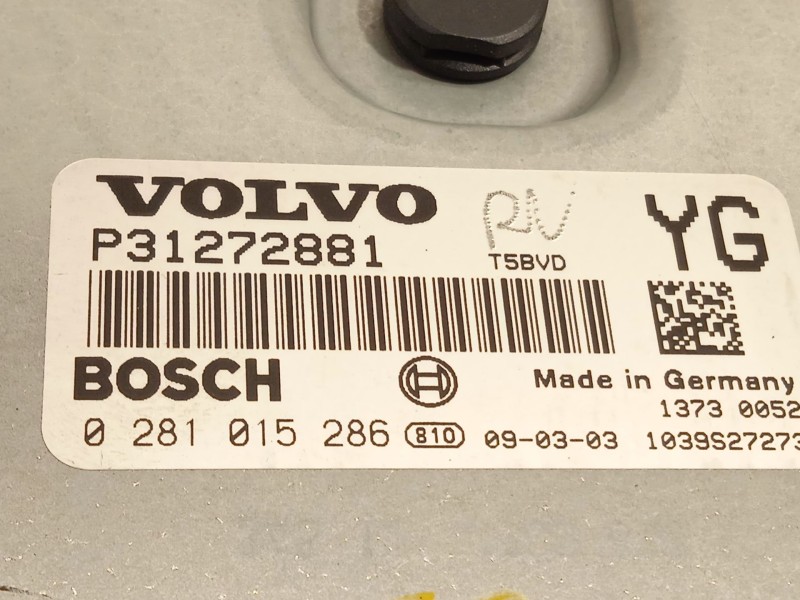 VOLVO
RN
YG
P31272881
T5BVD
BOSCH
Made in Germany
1373 0052
0 281 015 286 810 09-03-03 1039S27273